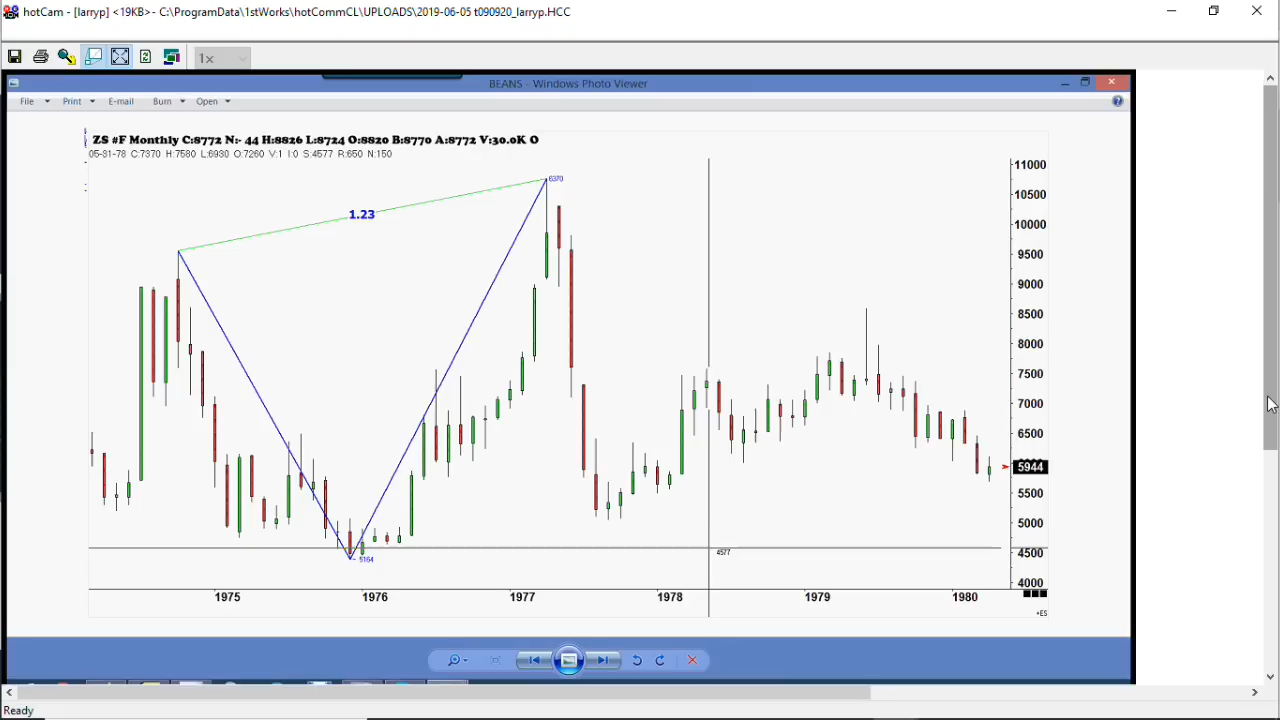 hotCam - [larryp] <19KB>- C:\ProgramData\1stWorks\hotCommCL\UPLOADS\2019-06-05 t090920_larryp.HCC
1x
BEANS - Windows Photo Viewer
File Print E-mail Burn Open
ZS #F Monthly C:8772 N:- 44 H:8826 L:8724 O:8820 B:8770 A:8772 V:30.0K O
05-31-78 C:7370 H:7580 L:6930 O:7260 V:1 I:0 S:4577 R:650 N:150
11000
6370
10500
1.23
10000
9500
9000
8500
8000
7500
7000
6500
5944
5500
5000
4577
4500
5164
4000
1975 1976 1977 1978 1979 1980
+ES
Ready